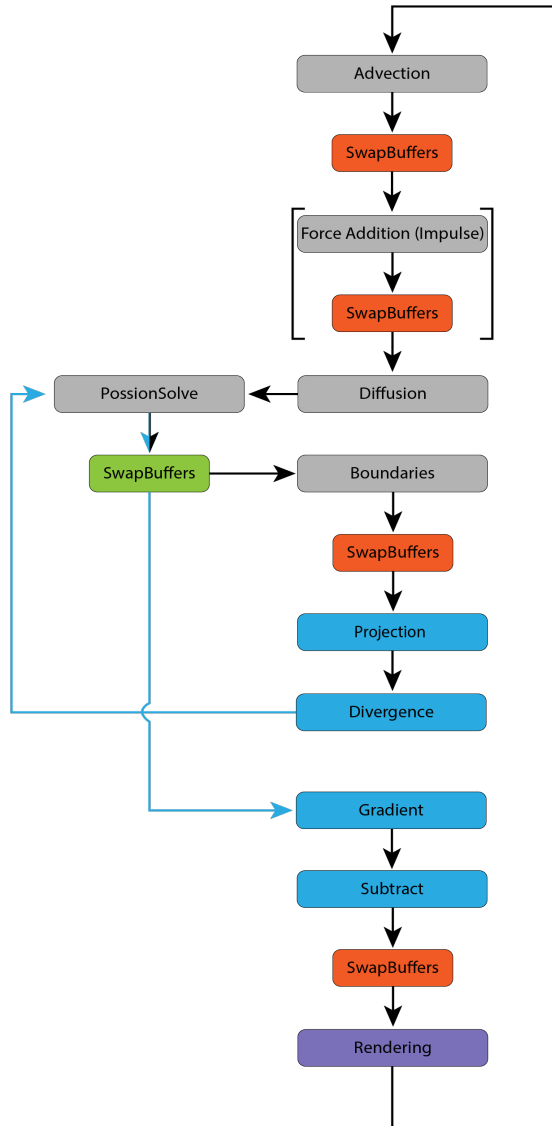 Advection
SwapBuffers
Force Addition (Impulse)
SwapBuffers
PossionSolve
Diffusion
SwapBuffers
Boundaries
SwapBuffers
Projection
Divergence
Gradient
Subtract
SwapBuffers
Rendering